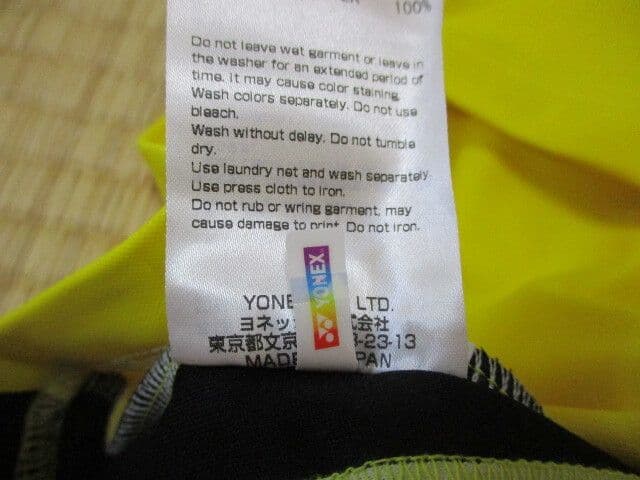 100%
Do not leave wet garment or leave in
the washer for an extended period of
time. it may cause color staining
Wash colors separately. Do not use
bleach.
Wash without delay. Do not tumble
dry.
Use laundry net and wash separately.
Use press cloth to iron.
Do not rub or wring garment, may
cause damage to print. Do not iron.
YONEX
YONE LTD.
ヨネッ 株式会社
東京都文京 3-23-13
MADE JAPAN